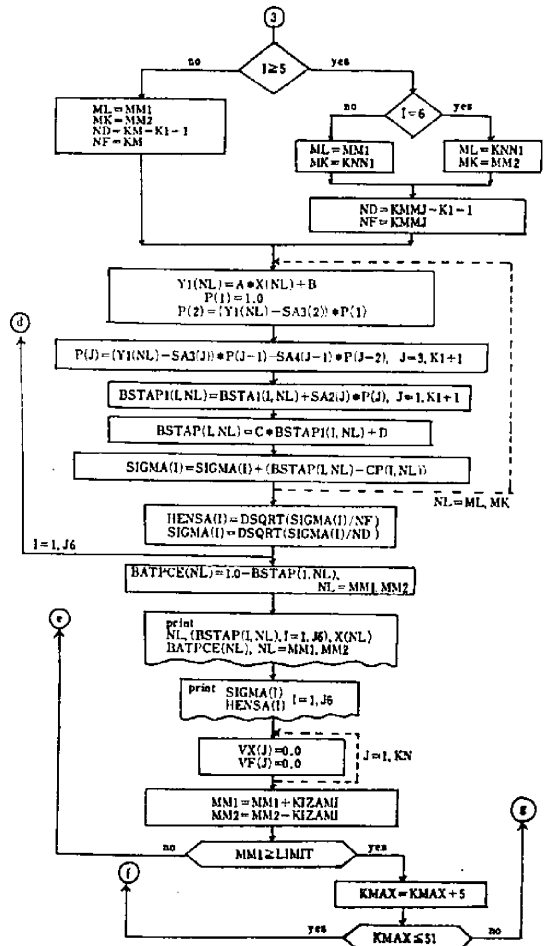 3
no
I≥5
yes
ML=MM1
MK=MM2
ND=KM-K1-1
NF=KM
no
I=6
yes
ML=MM1
MK=KNN1
ML=KNN1
MK=MM2
ND=KMMJ-K1-1
NF=KMMJ
Y1(NL)=A*X(NL)+B
P(1)=1.0
P(2)=(Y1(NL)-SA3(2))*P(1)
d
P(J)=(Y1(NL)-SA3(J))*P(J-1)-SA4(J-1)*P(J-2), J=3,K1+1
BSTAP1(I,NL)=BSTA1(I,NL)+SA2(J)*P(J), J=1,K1+1
BSTAP(I,NL)=C*BSTAP1(I,NL)+D
SIGMA(I)=SIGMA(I)+(BSTAP(I,NL)-CP(I,NL))
NL=ML,MK
HENSA(I)=DSQRT(SIGMA(I)/NF)
SIGMA(I)=DSQRT(SIGMA(I)/ND)
I=1,J6
BATPCE(NL)=1.0-BSTAP(I,NL),
NL=MM1,MM2
e
print
NL,(BSTAP(I,NL),I=1,J6),X(NL)
BATPCE(NL), NL=MM1,MM2
print SIGMA(I)
HENSA(I) I=1,J6
VX(J)=0.0
VF(J)=0.0
J=1,KN
MM1=MM1+KIZAMI
MM2=MM2-KIZAMI
g
no
MM1≥LIMIT
yes
f
KMAX=KMAX+5
yes
KMAX≤51
no